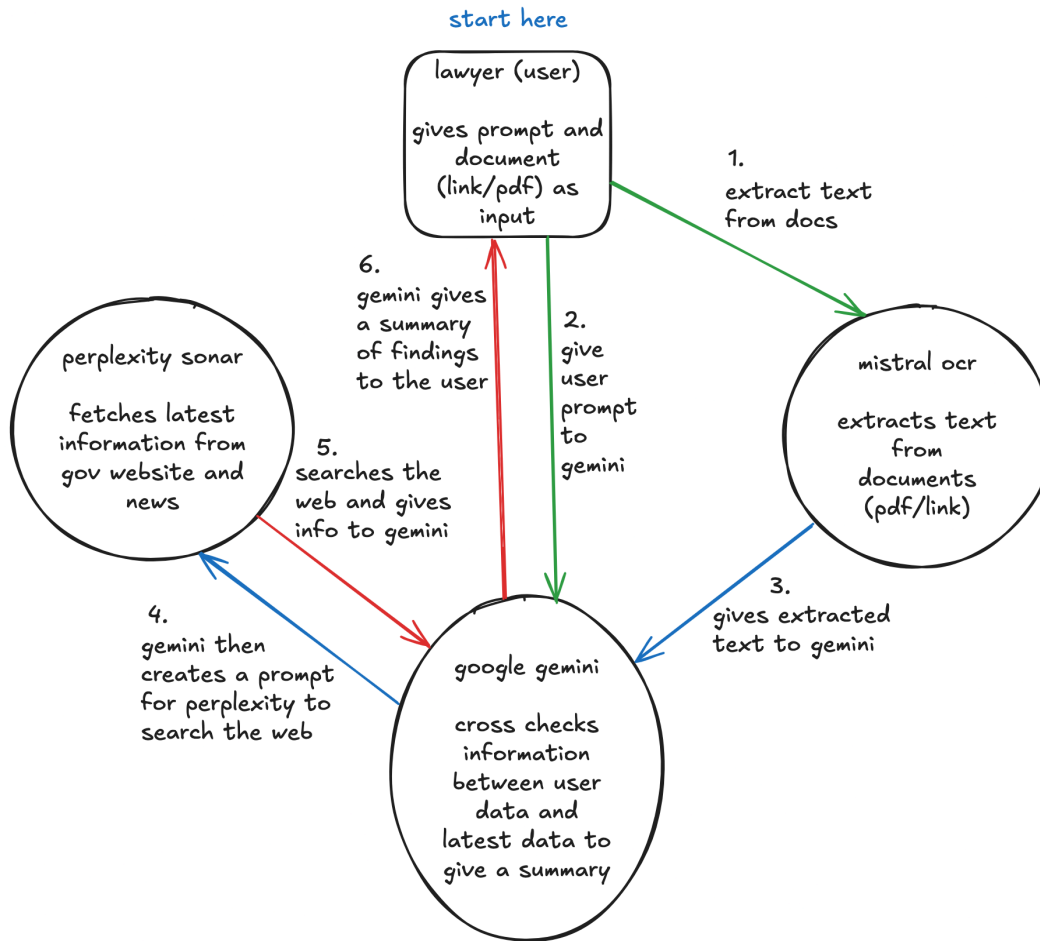 start here
lawyer (user)
gives prompt and
document
(link/pdf) as
input
1.
extract text
from docs
6.
gemini gives
a summary
of findings
to the user
2.
give
user
prompt
to
gemini
perplexity sonar
fetches latest
information from
gov website and
news
mistral ocr
extracts text
from
documents
(pdf/link)
5.
searches the
web and gives
info to gemini
4.
gemini then
creates a prompt
for perplexity to
search the web
3.
gives extracted
text to gemini
google gemini
cross checks
information
between user
data and
latest data to
give a summary